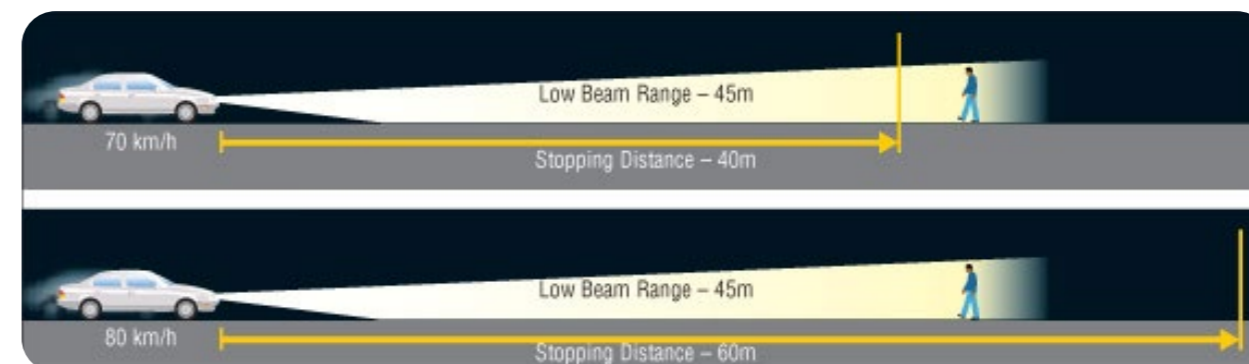 Low Beam Range – 45m
70 km/h
Stopping Distance – 40m
Low Beam Range – 45m
80 km/h
Stopping Distance – 60m